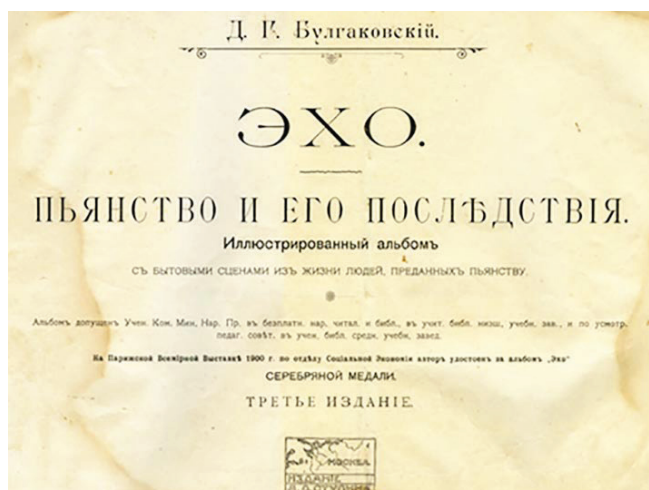 Д. Г. Булгаковскій.
ЭХО.
ПЬЯНСТВО И ЕГО ПОСЛѢДСТВІЯ.
Иллюстрированный альбомъ
СЪ БЫТОВЫМИ СЦЕНАМИ ИЗЪ ЖИЗНИ ЛЮДЕЙ, ПРЕДАННЫХЪ ПЬЯНСТВУ.
Альбомъ допущенъ Учен. Ком. Мин. Нар. Пр. въ безплатн. нар. читал. и библ., въ учит. библ. низш. учебн. зав., и по усмотр.
педаг. совѣт. въ учен. библ. средн. учебн. завед.
На Парижской Всемірной Выставкѣ 1900 г. по отдѣлу Соціальной Экономіи авторъ удостоен за альбомъ „Эхо“
СЕРЕБРЯНОЙ МЕДАЛИ.
ТРЕТЬЕ ИЗДАНІЕ.
МОСКВА.
ИЗДАНІЕ